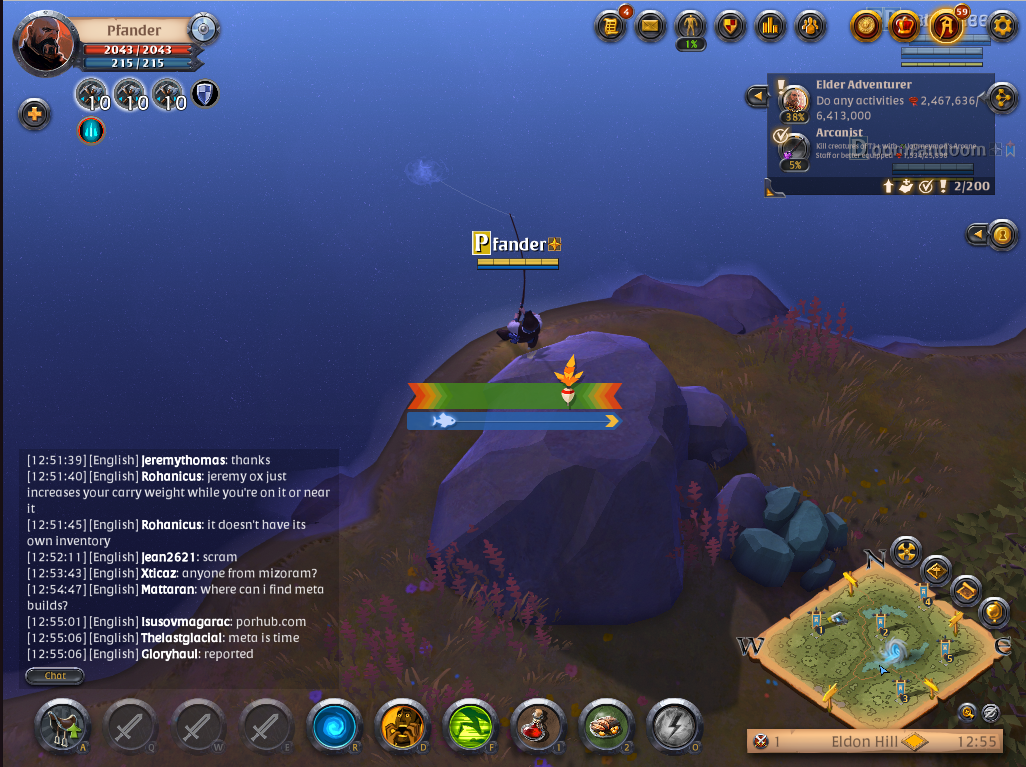 Pfander
2043/2043
215/215
10 10 10
4
1%
59
Elder Adventurer
Do any activities 2,467,636/
6,413,000
38%
Arcanist
5%
2/200
Pfander
[12:51:39] [English] Jeremythomas: thanks
[12:51:40] [English] Rohanicus: jeremy ox just
increases your carry weight while you're on it or near
it
[12:51:45] [English] Rohanicus: it doesn't have its
own inventory
[12:52:11] [English] Jean2621: scram
[12:53:43] [English] Xticaz: anyone from mizoram?
[12:54:47] [English] Mattaran: where can i find meta
builds?
[12:55:01] [English] Isusovmagarac: porhub.com
[12:55:06] [English] Thelastglacial: meta is time
[12:55:06] [English] Gloryhaul: reported
Chat
N
W
E
1
2
3
4
5
A Q W E R D F 1 2 O
1 Eldon Hill 12:55